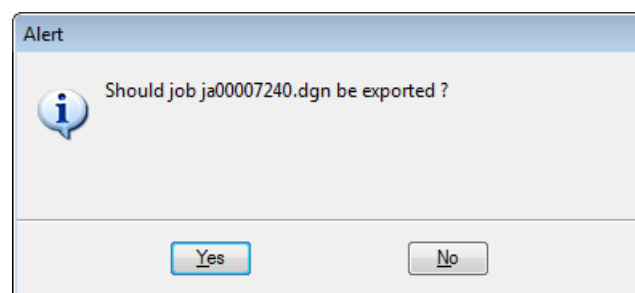 Alert
Should job ja00007240.dgn be exported ?
Yes
No